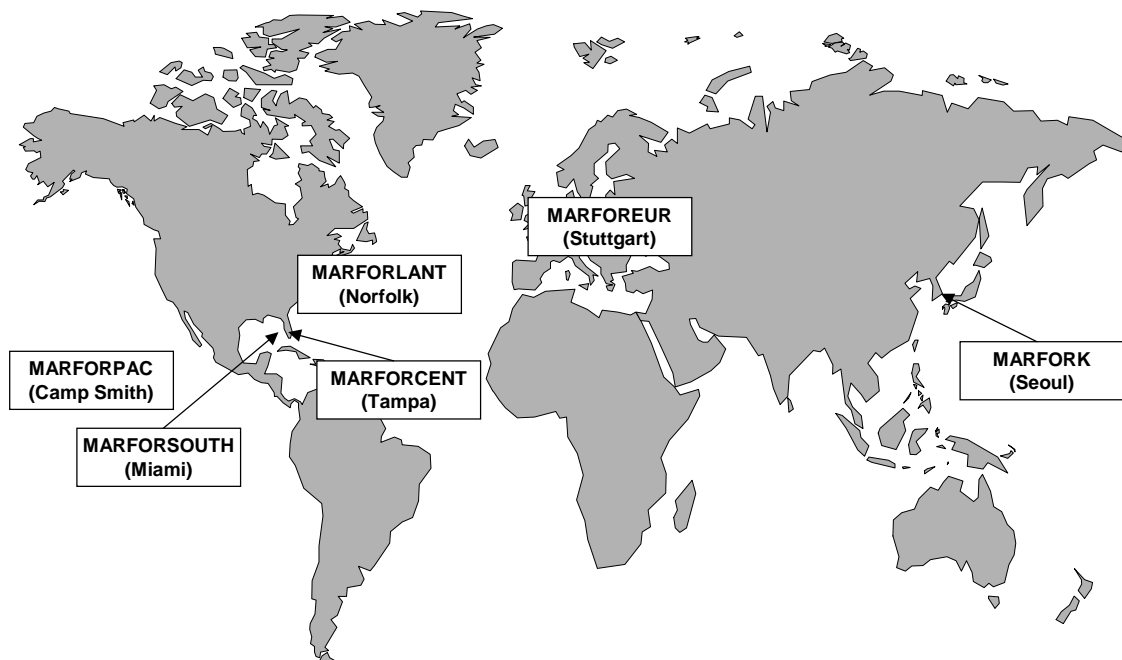 MARFOREUR
(Stuttgart)
MARFORLANT
(Norfolk)
MARFORPAC
(Camp Smith)
MARFORCENT
(Tampa)
MARFORK
(Seoul)
MARFORSOUTH
(Miami)